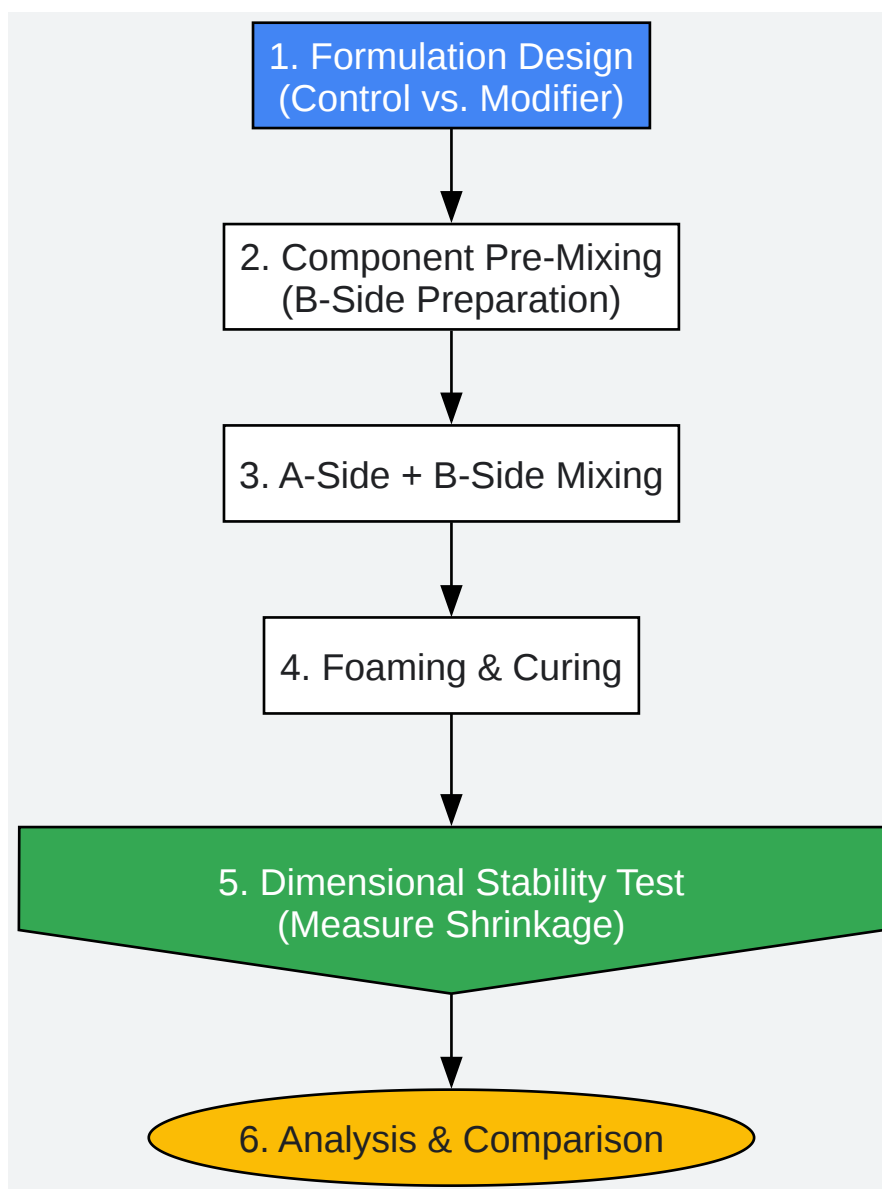 1. Formulation Design
(Control vs. Modifier)
2. Component Pre-Mixing
(B-Side Preparation)
3. A-Side + B-Side Mixing
4. Foaming & Curing
5. Dimensional Stability Test
(Measure Shrinkage)
6. Analysis & Comparison